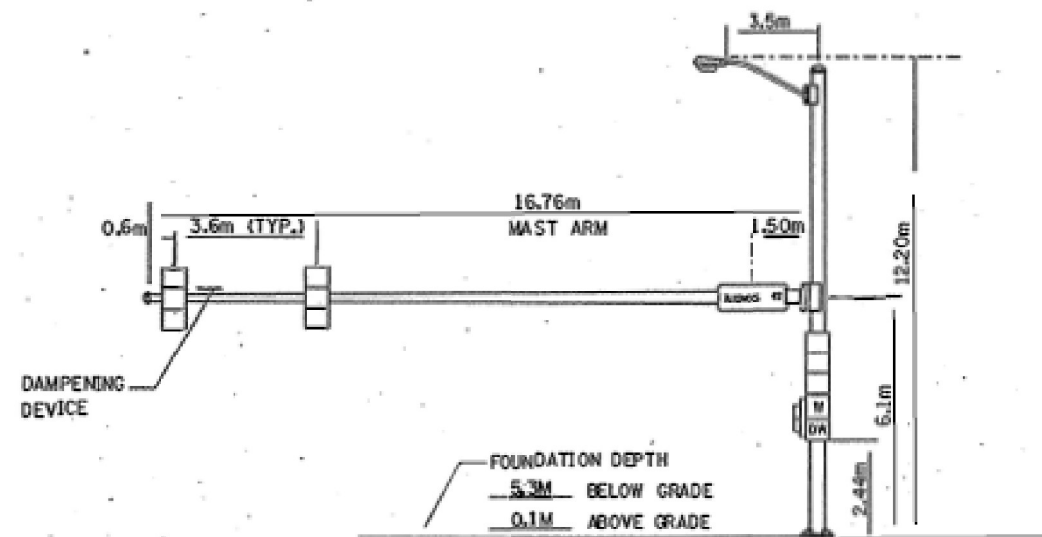 3.5m
16.76m
0.6m 3.6m (TYP.) MAST ARM 1.50m
12.20m
DAMPENING
DEVICE
6.1m
W
DW
FOUNDATION DEPTH
5.3M BELOW GRADE
0.1M ABOVE GRADE
2.44m